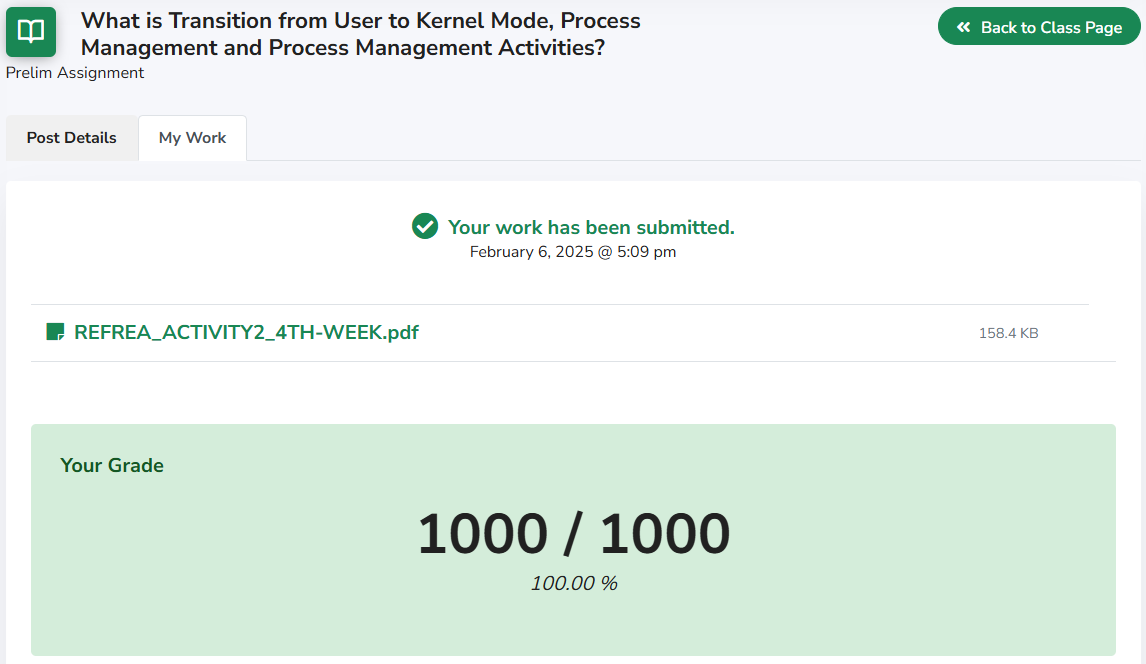 What is Transition from User to Kernel Mode, Process
Management and Process Management Activities?
Back to Class Page
Prelim Assignment
Post Details
My Work
Your work has been submitted.
February 6, 2025 @ 5:09 pm
REFREA_ACTIVITY2_4TH-WEEK.pdf
158.4 KB
Your Grade
1000 / 1000
100.00 %